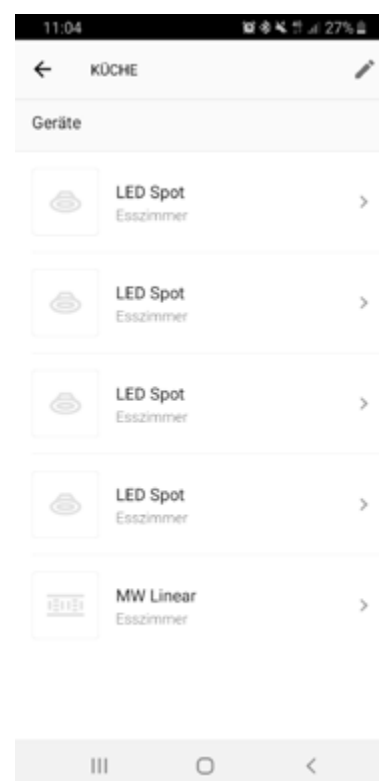 11:04
27%
KÜCHE
Geräte
LED Spot
Esszimmer
LED Spot
Esszimmer
LED Spot
Esszimmer
LED Spot
Esszimmer
MW Linear
Esszimmer